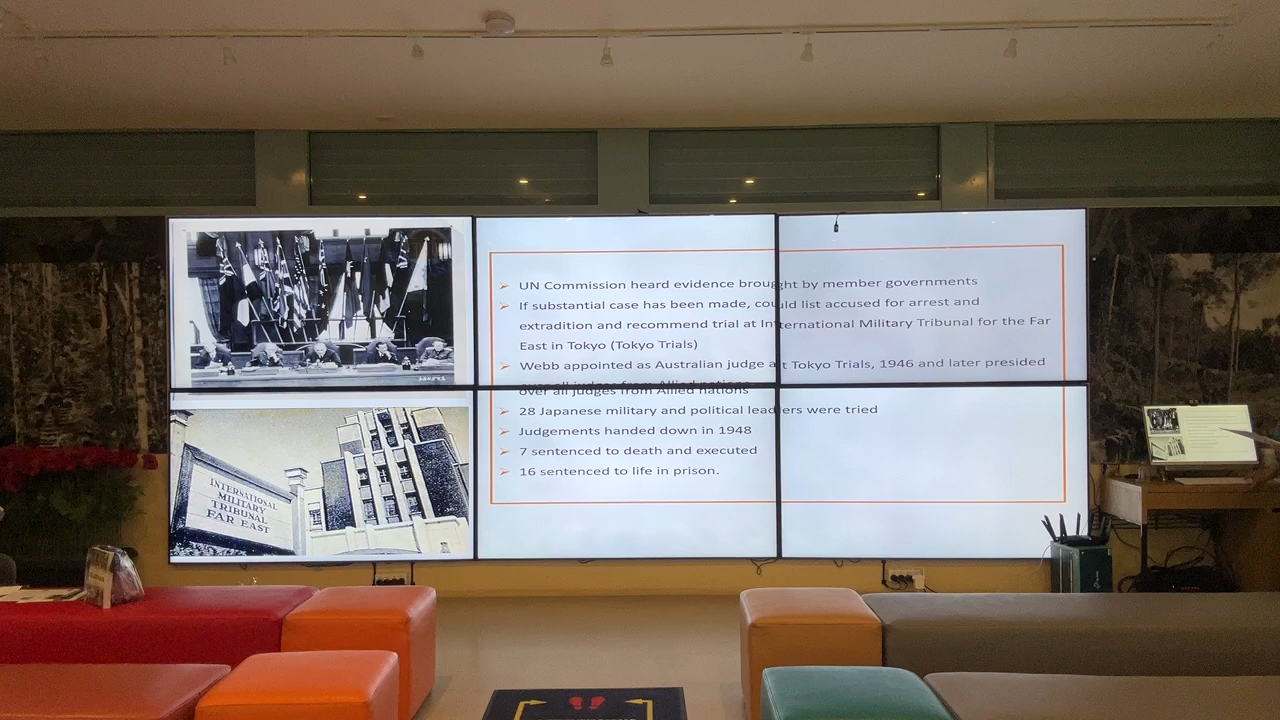 UN Commission heard evidence brought by member governments
If substantial case has been made, could list accused for arrest and
extradition and recommend trial at International Military Tribunal for the Far
East in Tokyo (Tokyo Trials)
Webb appointed as Australian judge at Tokyo Trials, 1946 and later presided
over all judges from Allied nations
28 Japanese military and political leaders were tried
Judgements handed down in 1948
7 sentenced to death and executed
16 sentenced to life in prison.
INTERNATIONAL
MILITARY
TRIBUNAL
FAR EAST